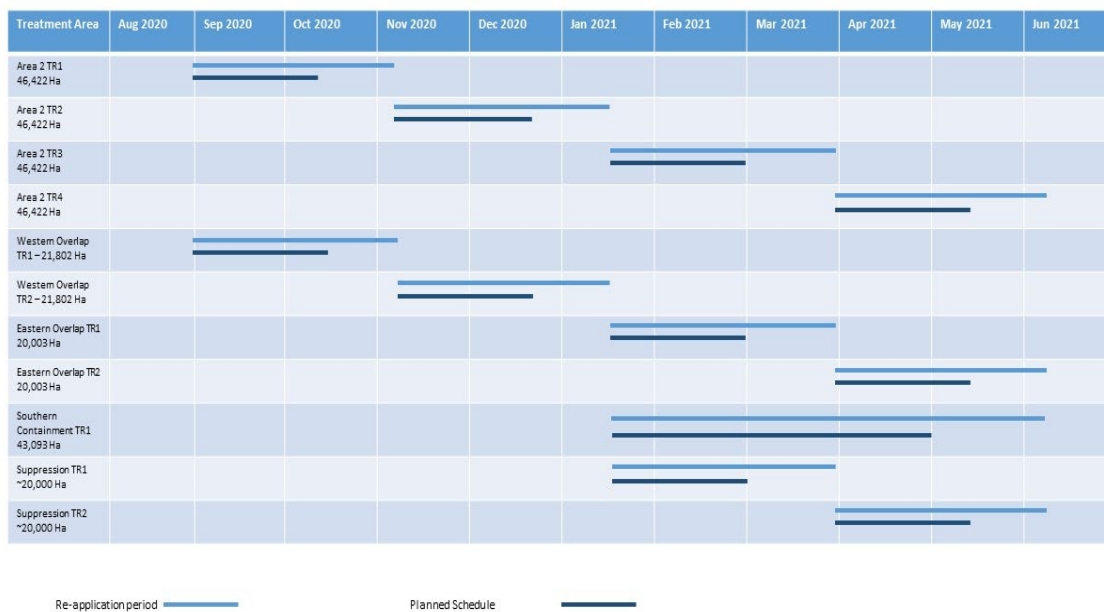 Treatment Area Aug 2020 Sep 2020 Oct 2020 Nov 2020 Dec 2020 Jan 2021 Feb 2021 Mar 2021 Apr 2021 May 2021 Jun 2021
Area 2 TR1
46,422 Ha
Area 2 TR2
46,422 Ha
Area 2 TR3
46,422 Ha
Area 2 TR4
46,422 Ha
Western Overlap
TR1 – 21,802 Ha
Western Overlap
TR2 – 21,802 Ha
Eastern Overlap TR1
20,003 Ha
Eastern Overlap TR2
20,003 Ha
Southern
Containment TR1
43,093 Ha
Suppression TR1
~20,000 Ha
Suppression TR2
~20,000 Ha
Re-application period Planned Schedule